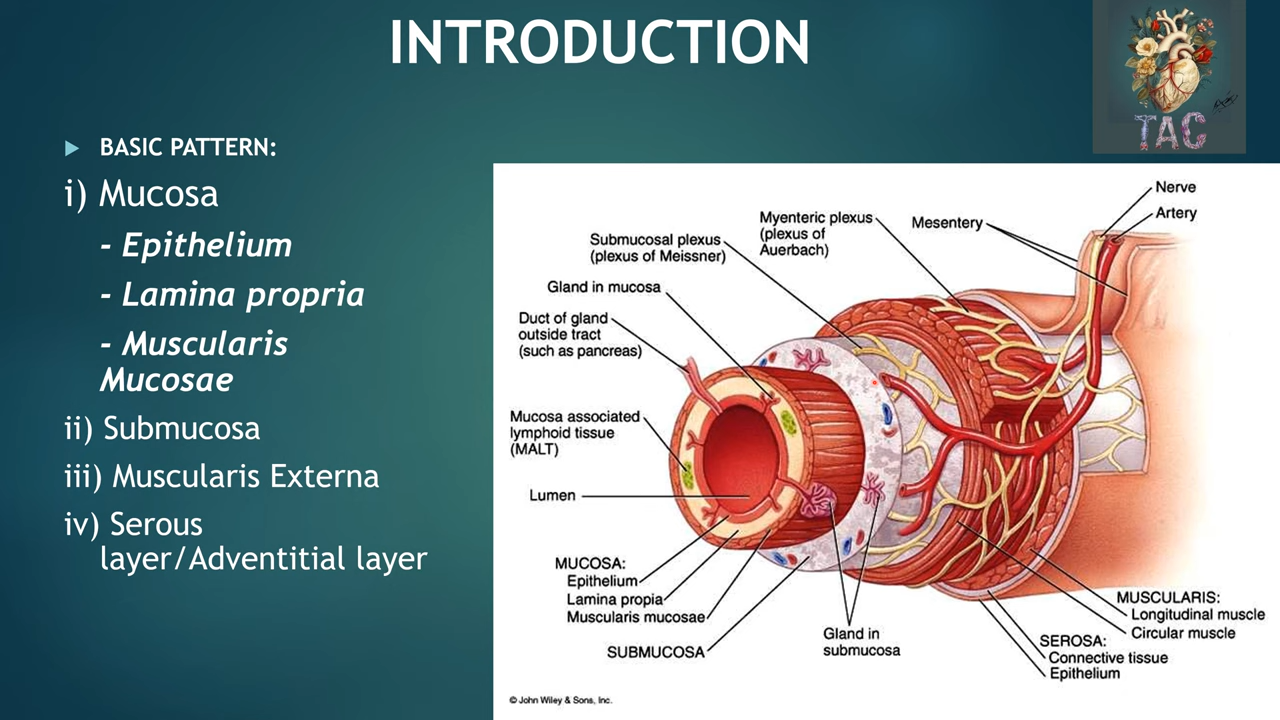 INTRODUCTION
TAC
▶ BASIC PATTERN:
i) Mucosa
- Epithelium
- Lamina propria
- Muscularis
Mucosae
ii) Submucosa
iii) Muscularis Externa
iv) Serous
layer/Adventitial layer
Nerve
Artery
Mesentery
Myenteric plexus
(plexus of
Auerbach)
Submucosal plexus
(plexus of Meissner)
Gland in mucosa
Duct of gland
outside tract
(such as pancreas)
Mucosa associated
lymphoid tissue
(MALT)
Lumen
MUCOSA:
Epithelium
Lamina propia
Muscularis mucosae
SUBMUCOSA
Gland in
submucosa
MUSCULARIS:
Longitudinal muscle
Circular muscle
SEROSA:
Connective tissue
Epithelium
© John Wiley & Sons, Inc.